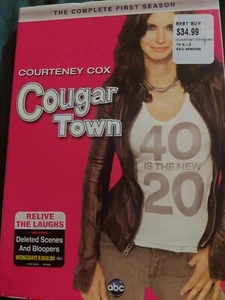 THE COMPLETE FIRST SEASON
BEST BUY
$34.99
TV A - Z
COURTENEY COX
Cougar
Town
40
IS THE NEW
20
RELIVE
THE LAUGHS
Deleted Scenes
And Bloopers
abc